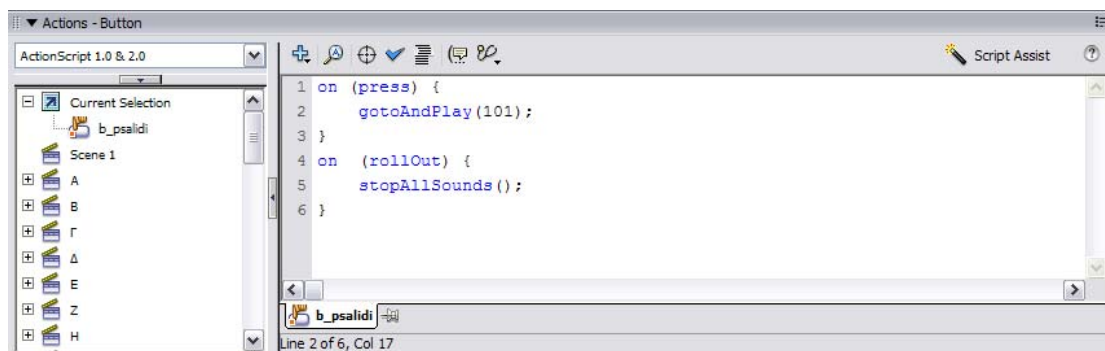 Actions - Button
ActionScript 1.0 & 2.0
Script Assist
Current Selection
b_psalidi
Scene 1
Α
Β
Γ
Δ
Ε
Ζ
Η
1 on (press) {
2 gotoAndPlay(101);
3 }
4 on (rollOut) {
5 stopAllSounds();
6 }
b_psalidi
Line 2 of 6, Col 17